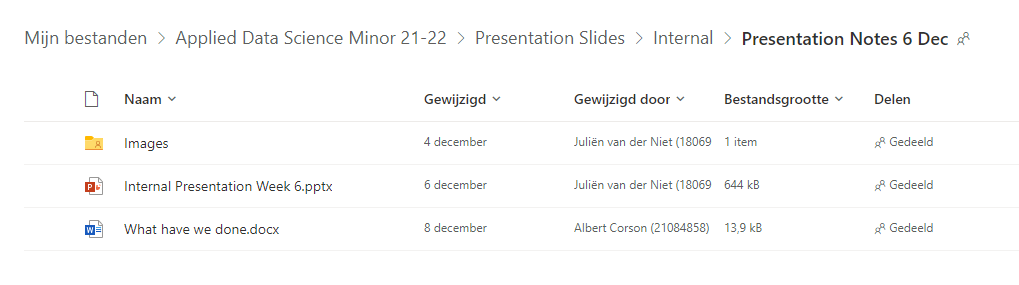 Mijn bestanden > Applied Data Science Minor 21-22 > Presentation Slides > Internal > Presentation Notes 6 Dec
Naam Gewijzigd Gewijzigd door Bestandsgrootte Delen
Images 4 december Juliën van der Niet (18069 1 item Gedeeld
Internal Presentation Week 6.pptx 6 december Juliën van der Niet (18069 644 kB Gedeeld
What have we done.docx 8 december Albert Corson (21084858) 13,9 kB Gedeeld